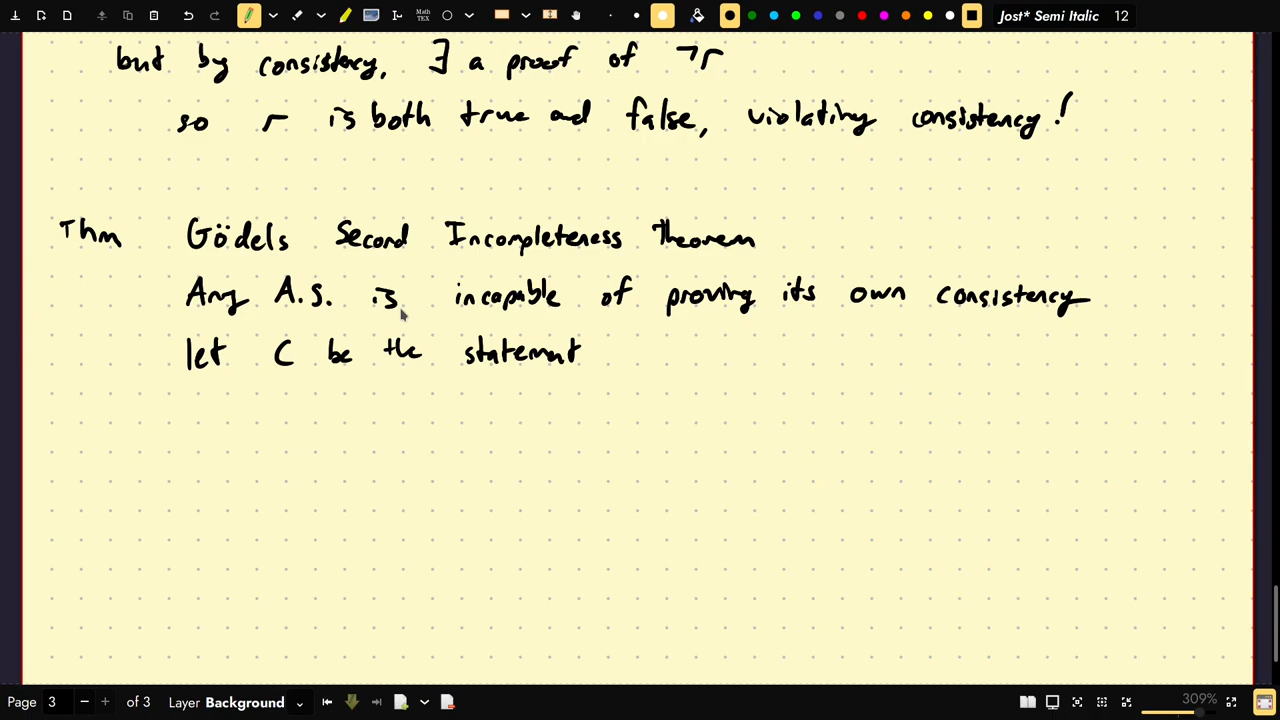 Jost* Semi Italic 12
but by consistecy, ∃ a proof of ¬r
so r is both true and false, violating consistency!
Thm Gödels Second Incompleteness Theorem
Any A.S. is incapable of proving its own consistency
let C be the statement
Page 3 of 3 Layer Background 309%